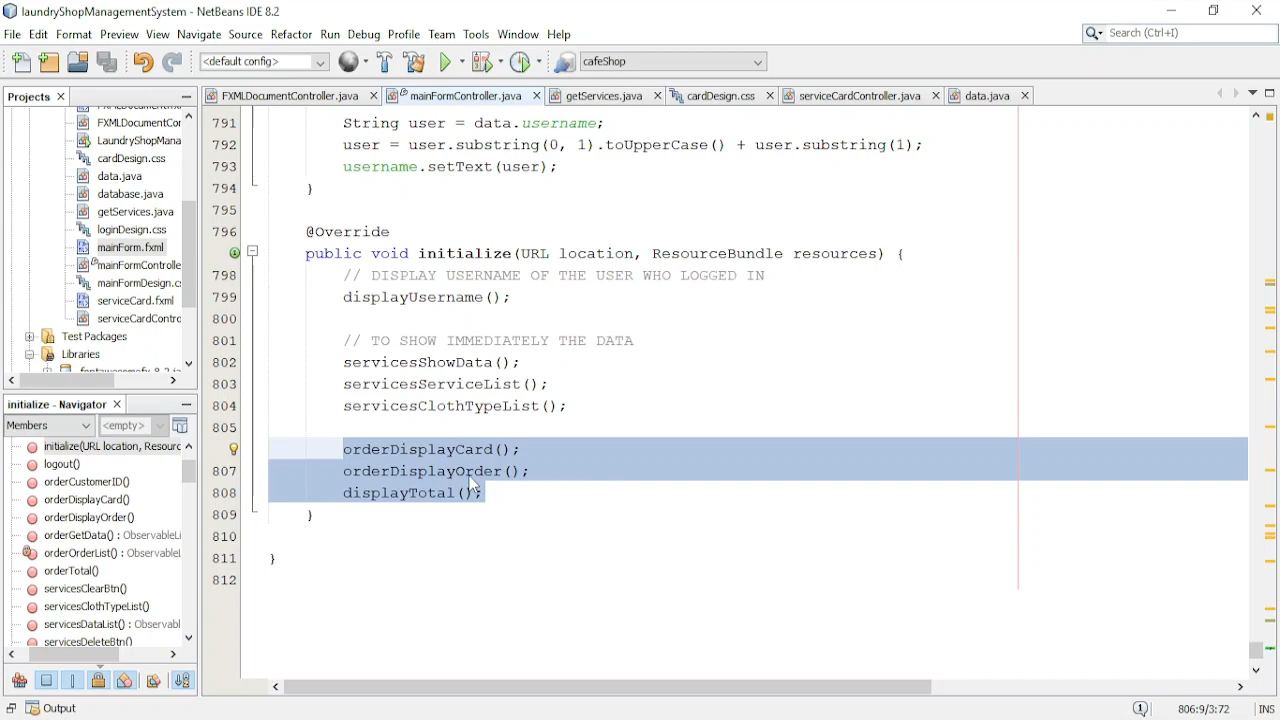 laundryShopManagementSystem - NetBeans IDE 8.2
File Edit Format Preview View Navigate Source Refactor Run Debug Profile Team Tools Window Help
Search (Ctrl+I)
<default config>
cafeShop
Projects
FXMLDocumentController.java
mainFormController.java
getServices.java
cardDesign.css
serviceCardController.java
data.java
FXMLDocumentCor
LaundryShopMana
cardDesign.css
data.java
database.java
getServices.java
loginDesign.css
mainForm.fxml
mainFormControlle
mainFormDesign.cs
serviceCard.fxml
serviceCardContro
Test Packages
Libraries
791 String user = data.username;
792 user = user.substring(0, 1).toUpperCase() + user.substring(1);
793 username.setText(user);
794 }
795
796 @Override
public void initialize(URL location, ResourceBundle resources) {
798 // DISPLAY USERNAME OF THE USER WHO LOGGED IN
799 displayUsername();
800
801 // TO SHOW IMMEDIATELY THE DATA
802 servicesShowData();
803 servicesServiceList();
804 servicesClothTypeList();
805
orderDisplayCard();
807 orderDisplayOrder();
808 displayTotal();
809 }
810
811 }
812
initialize - Navigator
Members
<empty>
initialize(URL location, Resourc
logout()
orderCustomerID()
orderDisplayCard()
orderDisplayOrder()
orderGetData() : ObservableLi
orderOrderList() : Observable
orderTotal()
servicesClearBtn()
servicesClothTypeList()
servicesDataList() : Observabl
servicesDeleteBtn()
Output
806:9/3:72
INS